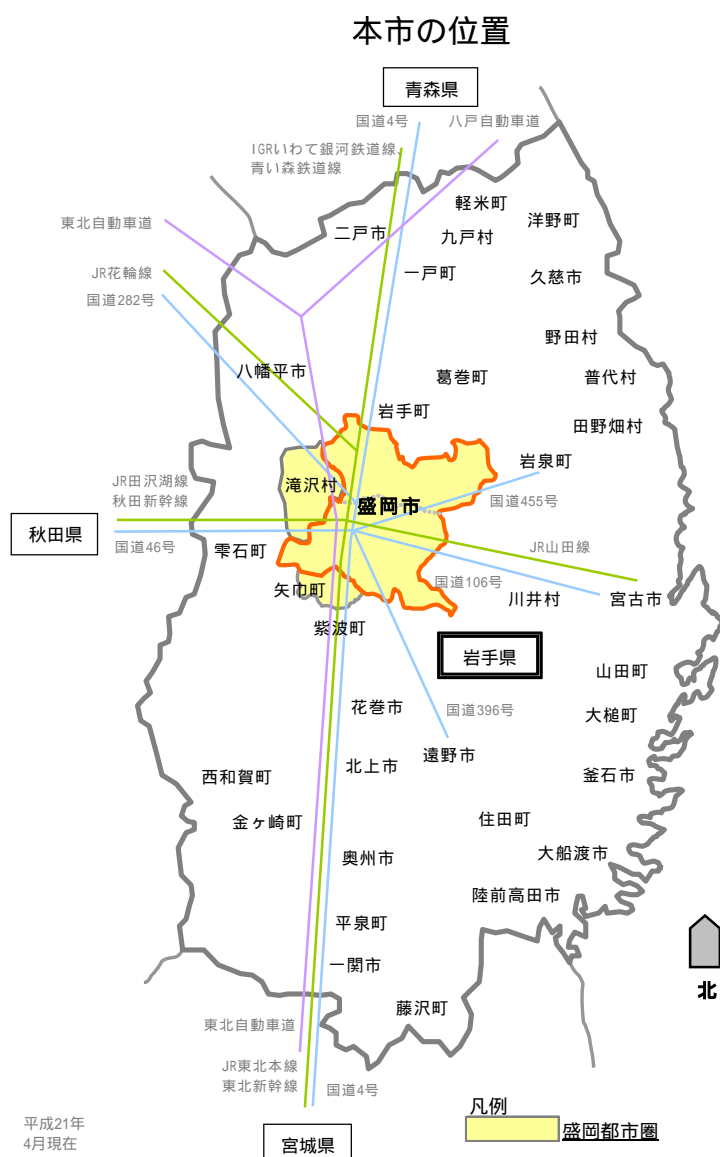 本市の位置
青森県
国道4号
八戸自動車道
IGRいわて銀河鉄道線、
青い森鉄道線
軽米町
洋野町
東北自動車道
二戸市
九戸村
一戸町
久慈市
JR花輪線
国道282号
野田村
八幡平市
葛巻町
普代村
岩手町
田野畑村
岩泉町
JR田沢湖線
秋田新幹線
滝沢村
盛岡市
国道455号
秋田県
国道46号
雫石町
JR山田線
矢巾町
国道106号
川井村
宮古市
紫波町
岩手県
山田町
花巻市
国道396号
大槌町
遠野市
北上市
西和賀町
釜石市
金ヶ崎町
住田町
奥州市
大船渡市
陸前高田市
平泉町
一関市
北
藤沢町
東北自動車道
JR東北本線
東北新幹線
国道4号
平成21年
4月現在
宮城県
凡例
盛岡都市圏